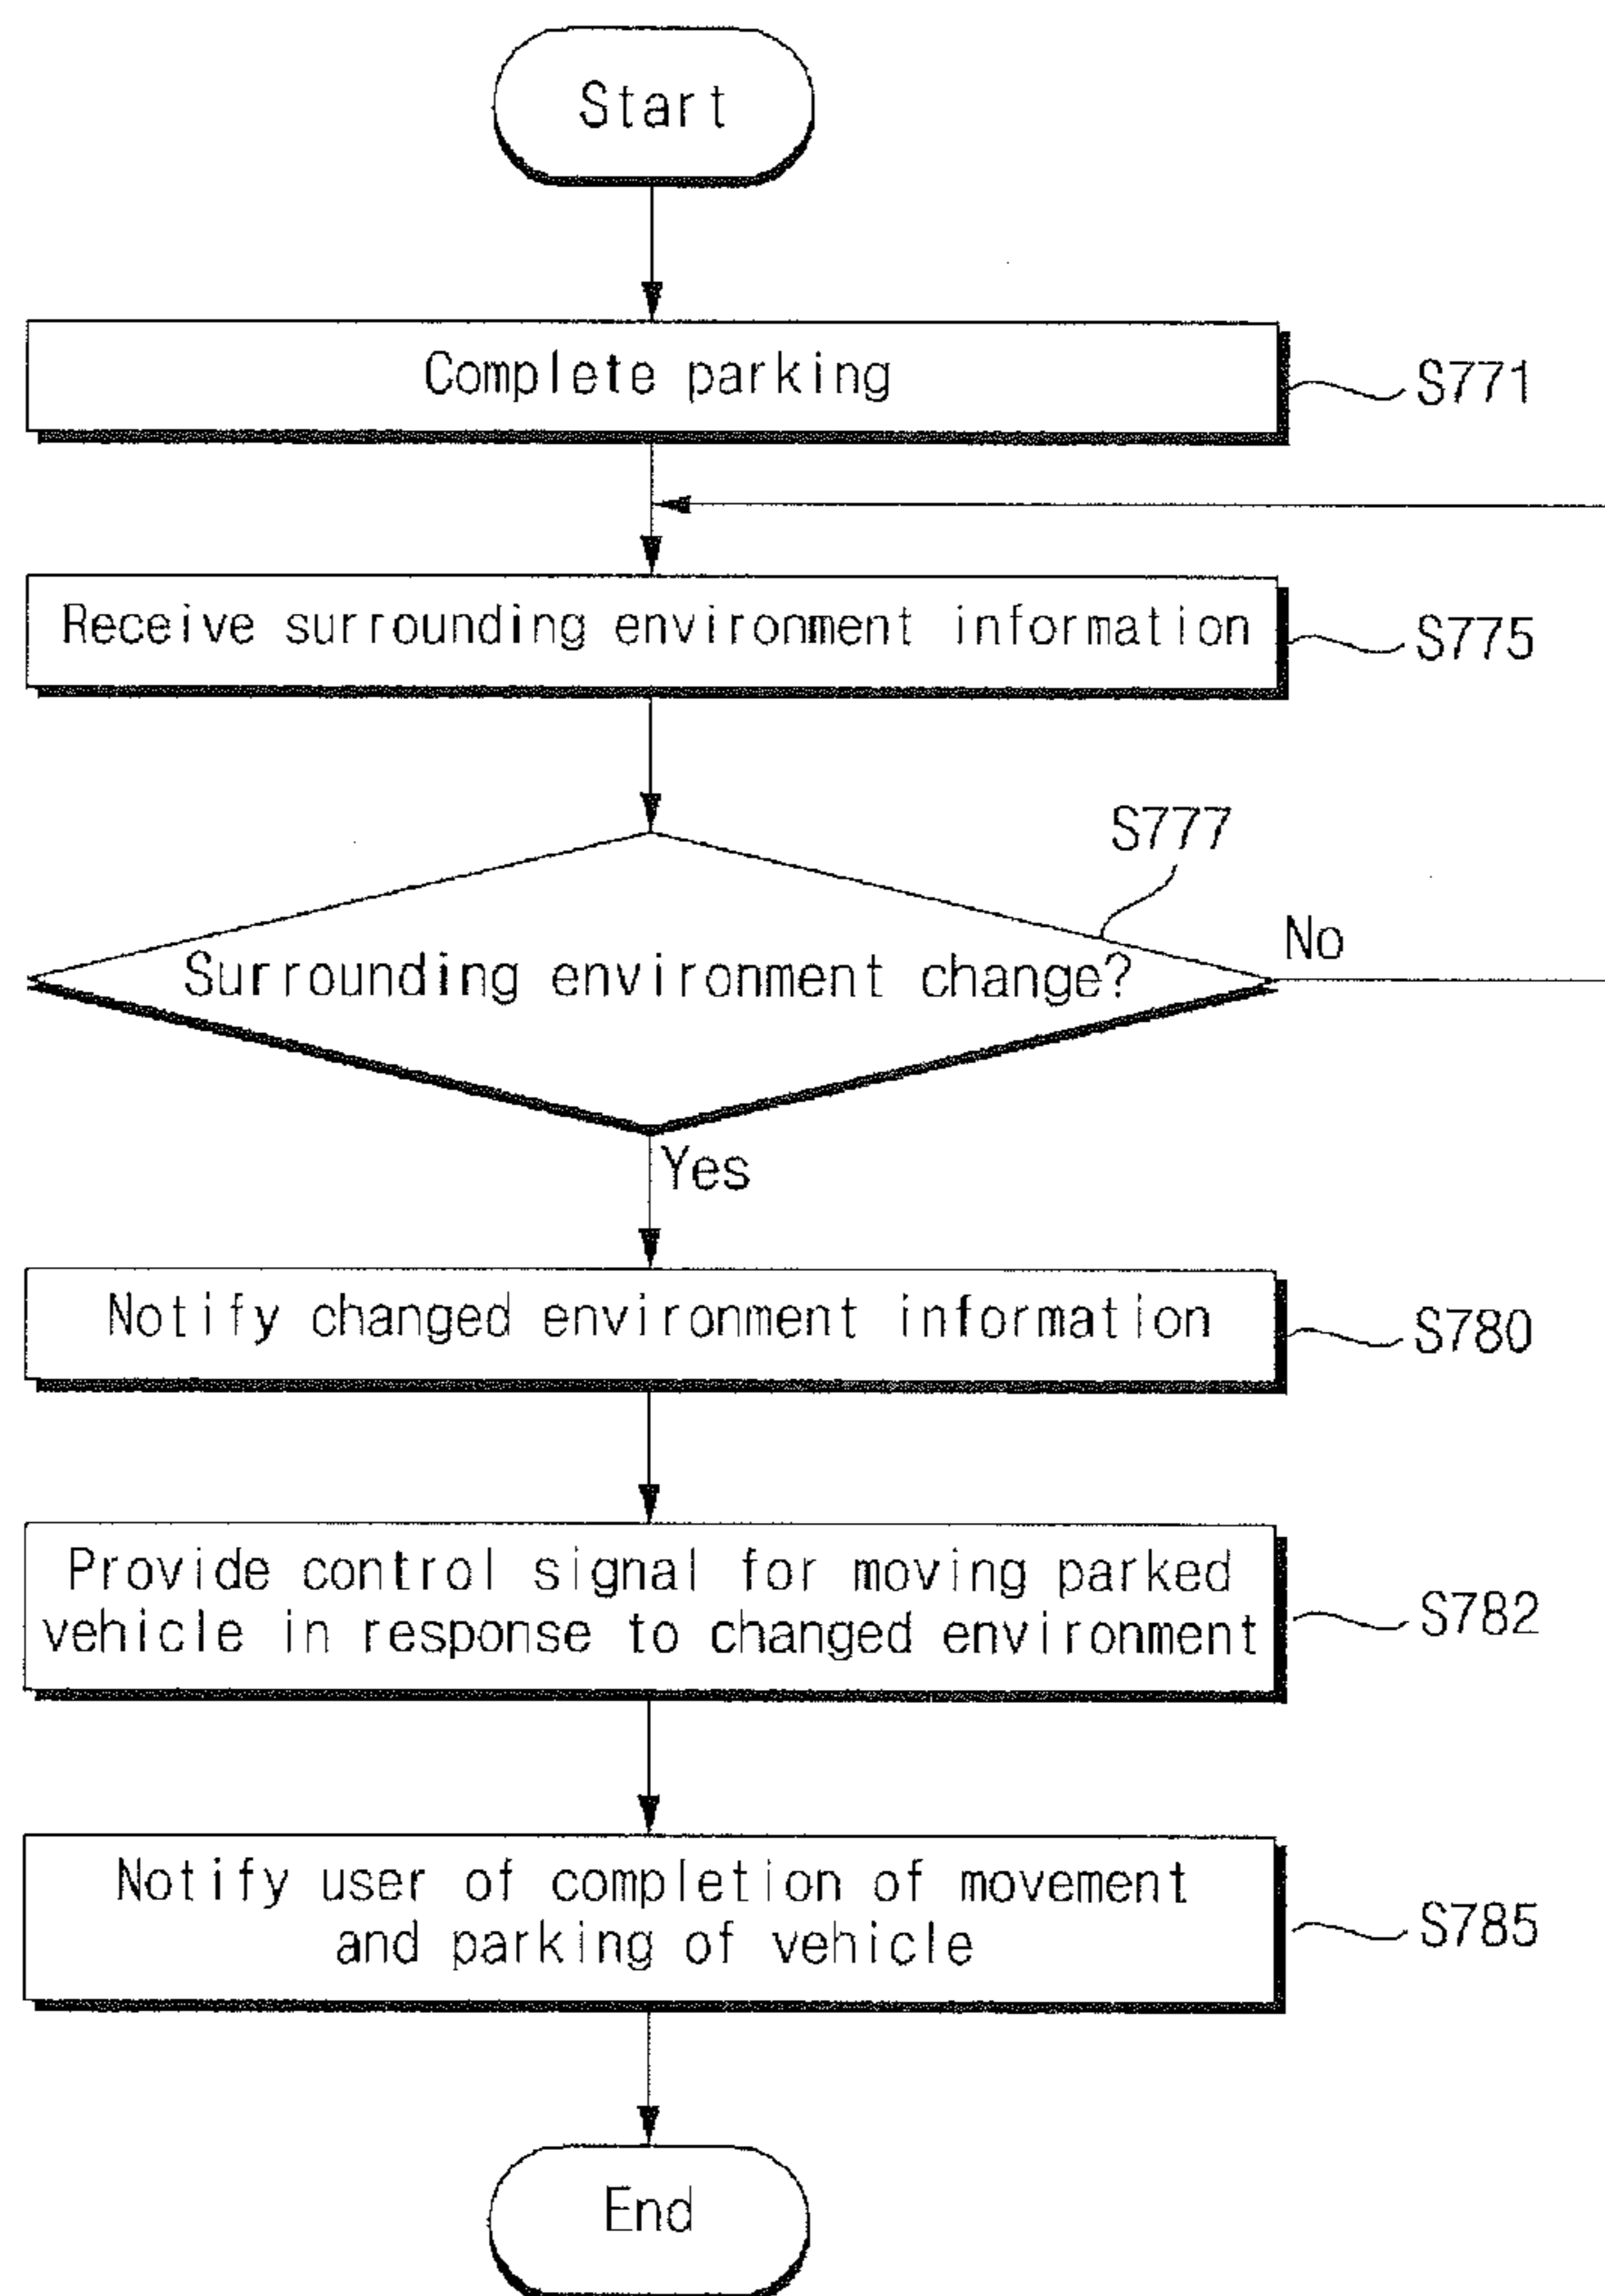 Start
Complete parking
S771
Receive surrounding environment information
S775
S777
Surrounding environment change?
No
Yes
Notify changed environment information
S780
Provide control signal for moving parked
vehicle in response to changed environment
S782
Notify user of completion of movement
and parking of vehicle
S785
End